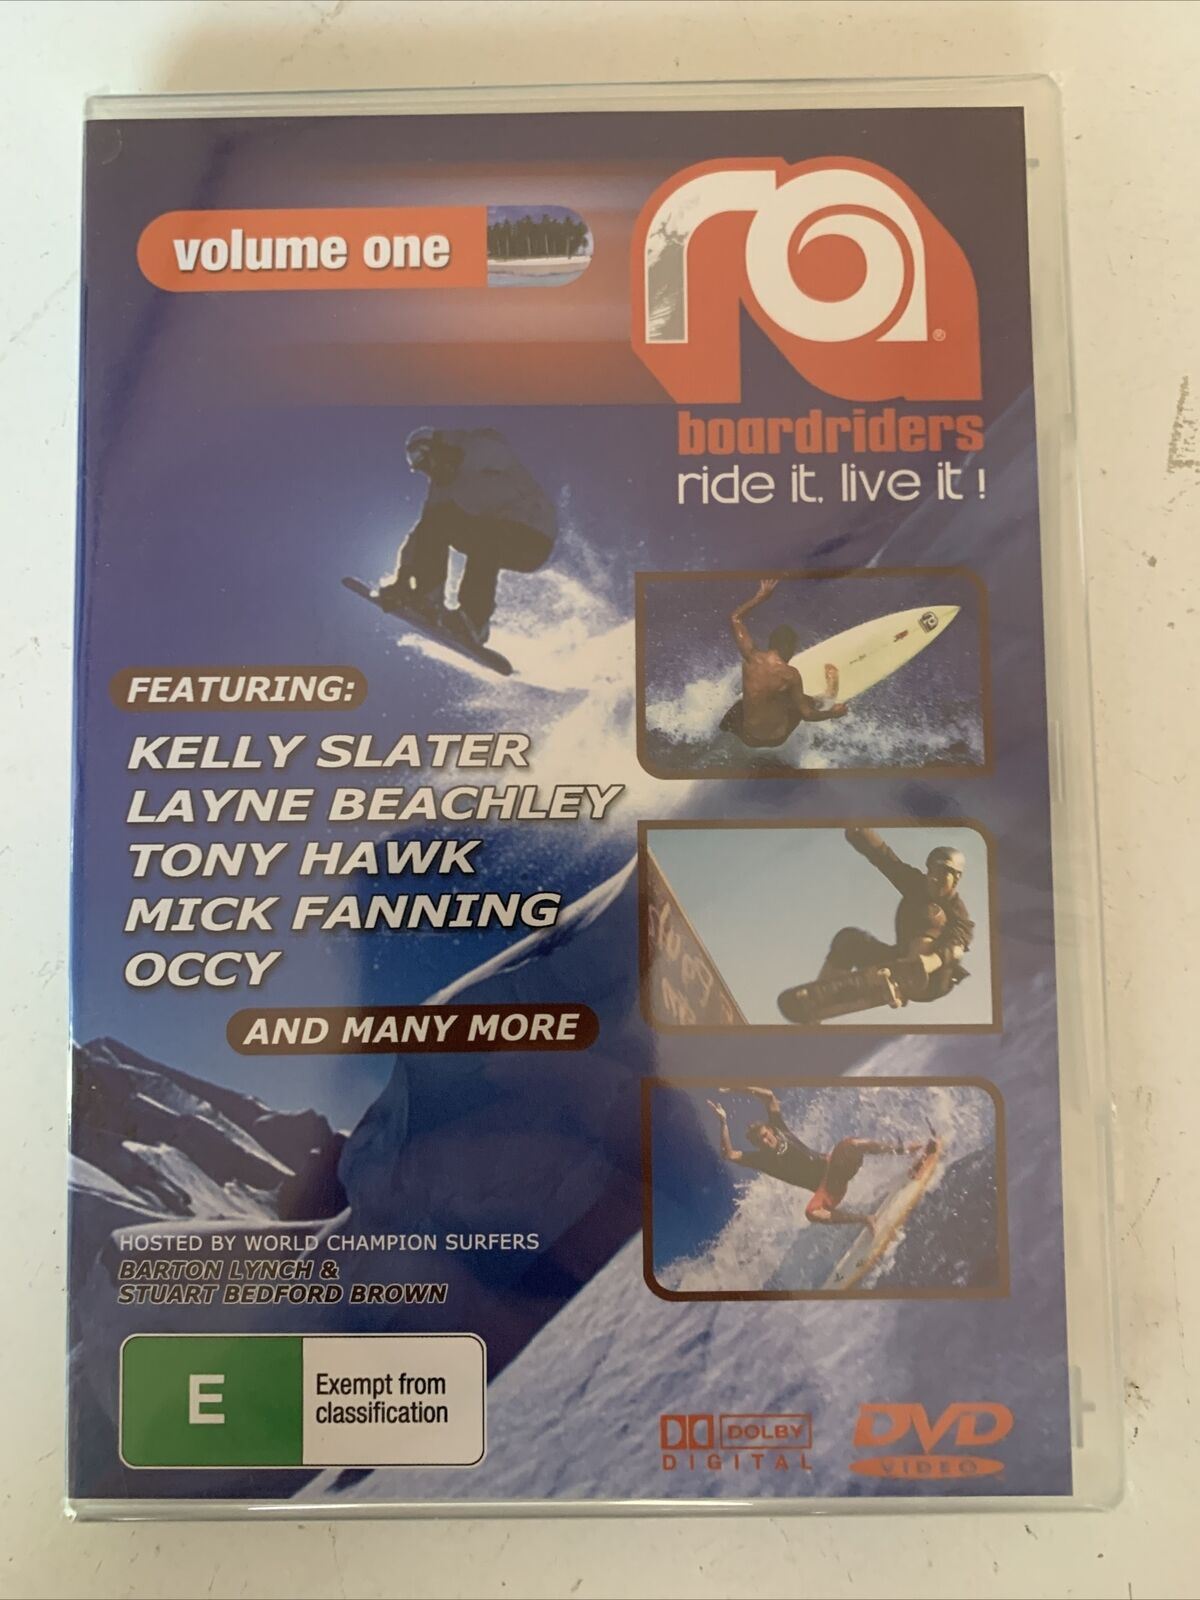 volume one
ra
®
boardriders
ride it, live it!
FEATURING:
KELLY SLATER
LAYNE BEACHLEY
TONY HAWK
MICK FANNING
OCCY
AND MANY MORE
HOSTED BY WORLD CHAMPION SURFERS
BARTON LYNCH &
STUART BEDFORD BROWN
E
Exempt from
classification
DOLBY
DIGITAL
DVD
VIDEO